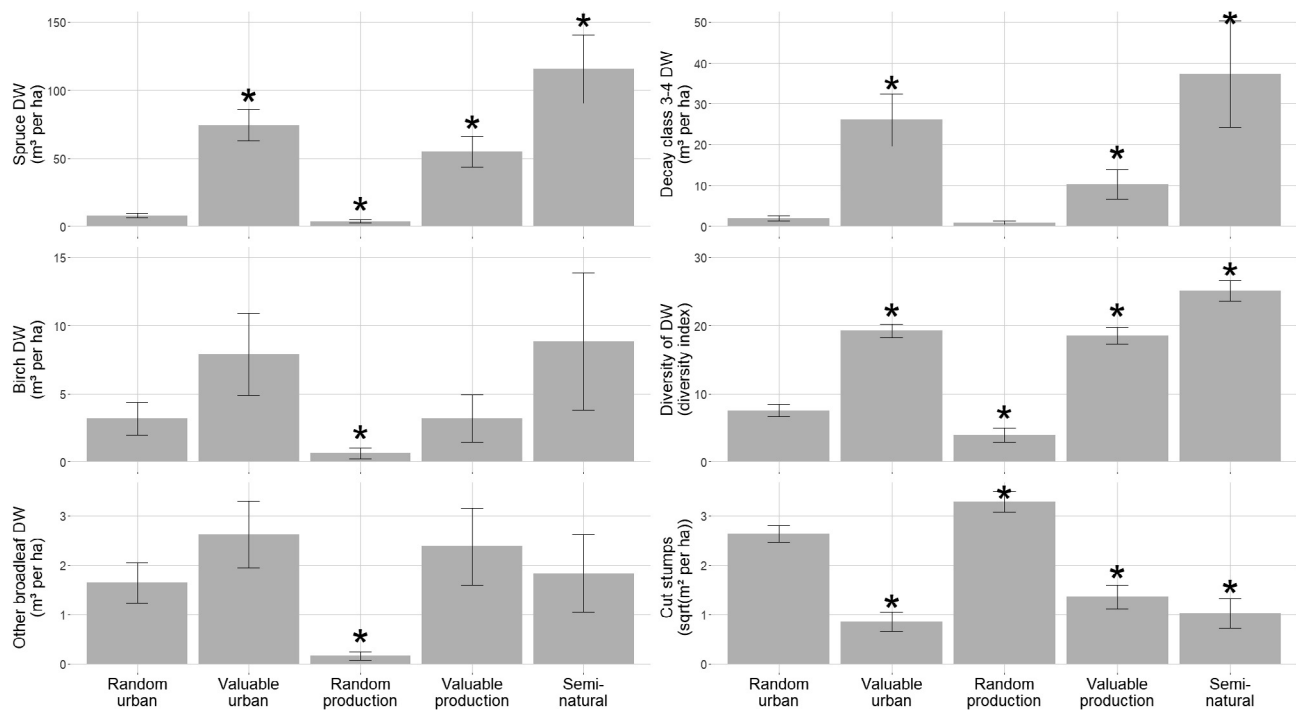 Spruce DW
(m³ per ha)
150
100
50
0
*
*
*
*
Decay class 3-4 DW
(m³ per ha)
50
40
30
20
10
0
*
*
*
Birch DW
(m³ per ha)
15
10
5
0
*
Diversity of DW
(diversity index)
30
20
10
0
*
*
*
*
Other broadleaf DW
(m³ per ha)
3
2
1
0
*
Cut stumps
(sqrt(m² per ha))
3
2
1
0
*
*
*
*
Random
urban
Valuable
urban
Random
production
Valuable
production
Semi-
natural
Random
urban
Valuable
urban
Random
production
Valuable
production
Semi-
natural